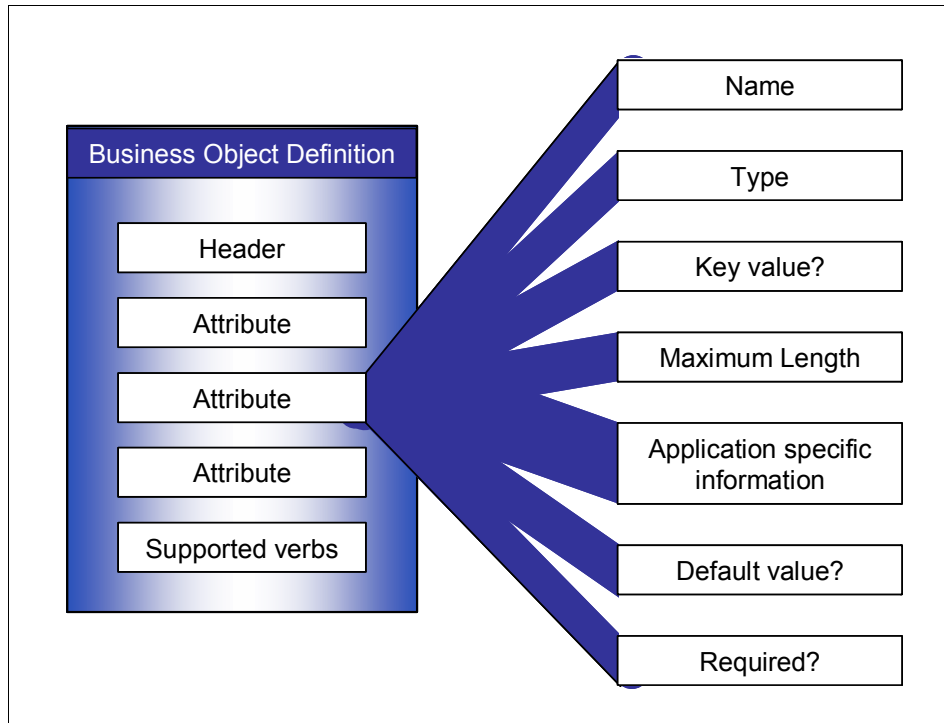 Business Object Definition
Header
Attribute
Attribute
Attribute
Supported verbs
Name
Type
Key value?
Maximum Length
Application specific
information
Default value?
Required?